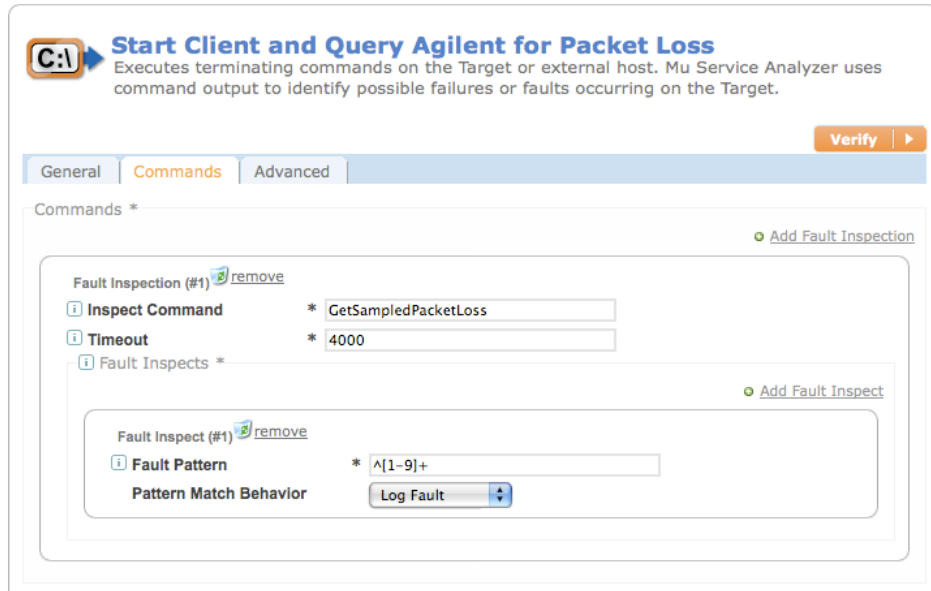 C:\
Start Client and Query Agilent for Packet Loss
Executes terminating commands on the Target or external host. Mu Service Analyzer uses
command output to identify possible failures or faults occurring on the Target.
Verify
General Commands Advanced
Commands *
Add Fault Inspection
Fault Inspection (#1) remove
i Inspect Command * GetSampledPacketLoss
i Timeout * 4000
i Fault Inspects *
Add Fault Inspect
Fault Inspect (#1) remove
i Fault Pattern * ^[1-9]+
Pattern Match Behavior Log Fault